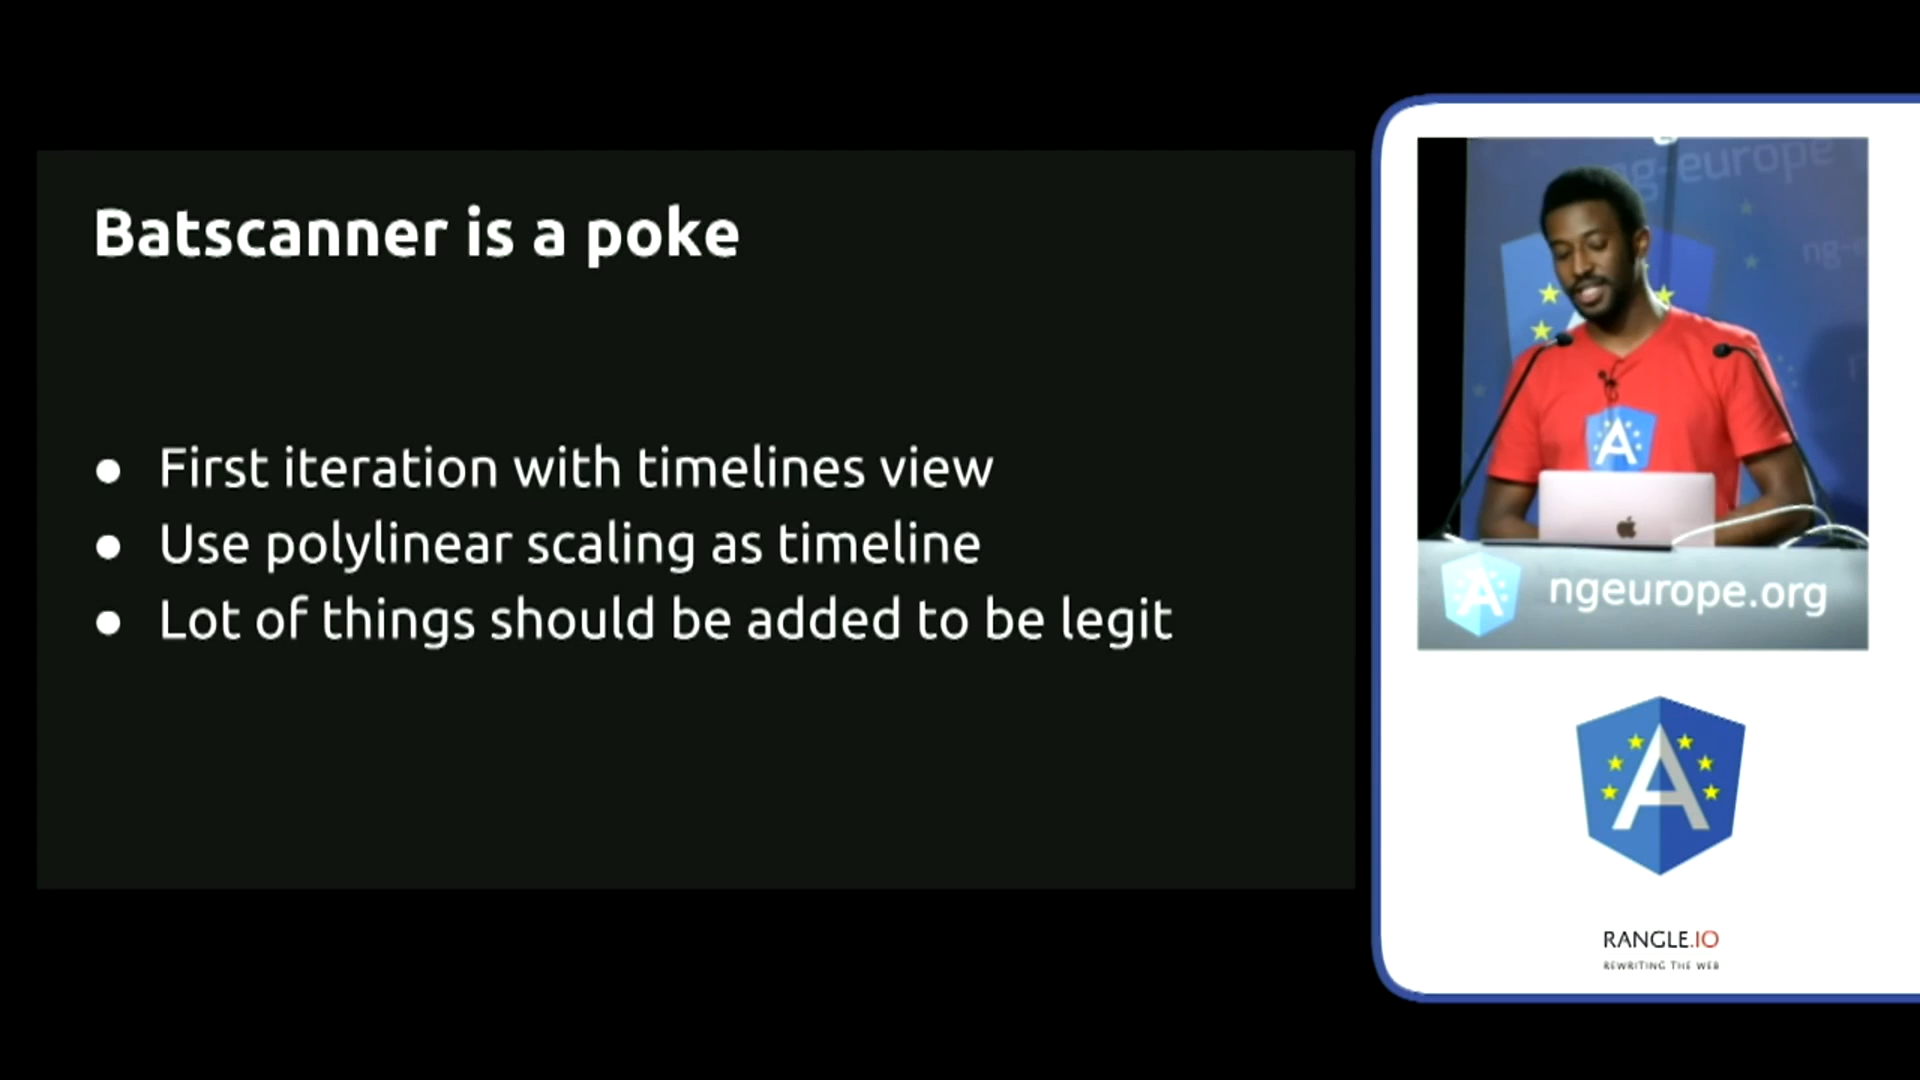 Batscanner is a poke
● First iteration with timelines view
● Use polylinear scaling as timeline
● Lot of things should be added to be legit
ng-europe
ng-e
A
ngeurope.org
A
RANGLE.IO
REWRITING THE WEB